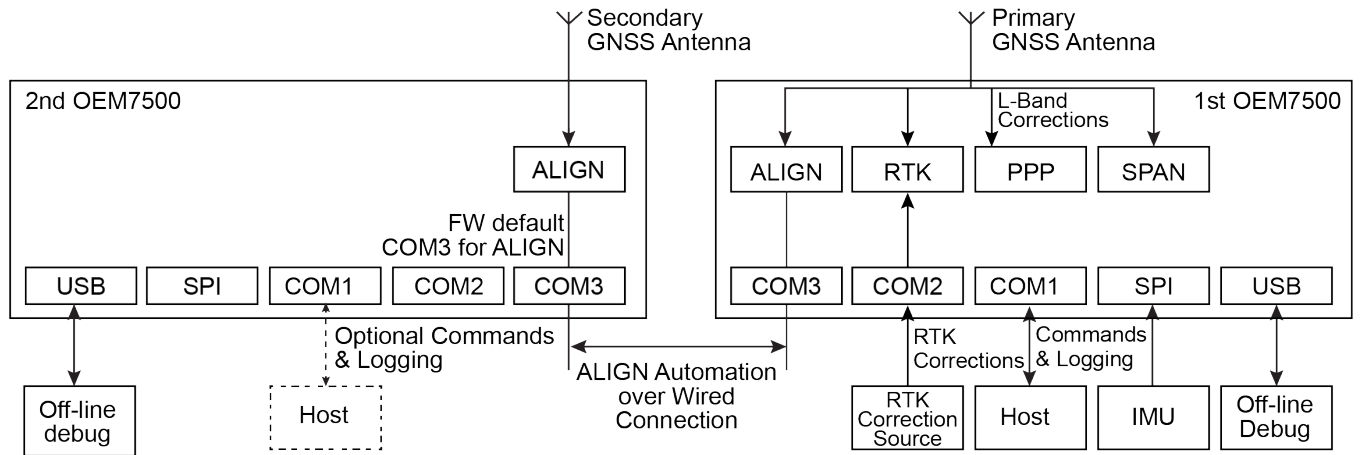 Secondary
GNSS Antenna
Primary
GNSS Antenna
2nd OEM7500
1st OEM7500
L-Band
Corrections
ALIGN
ALIGN
RTK
PPP
SPAN
FW default
COM3 for ALIGN
USB
SPI
COM1
COM2
COM3
COM3
COM2
COM1
SPI
USB
Optional Commands
& Logging
ALIGN Automation
over Wired
Connection
RTK
Corrections
Commands
& Logging
Off-line
debug
Host
RTK
Correction
Source
Host
IMU
Off-line
Debug